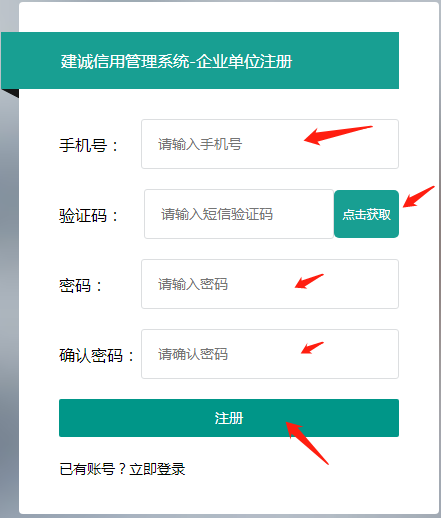 建诚信用管理系统-企业单位注册
手机号： 请输入手机号
验证码： 请输入短信验证码 点击获取
密码： 请输入密码
确认密码： 请确认密码
注册
已有账号？立即登录